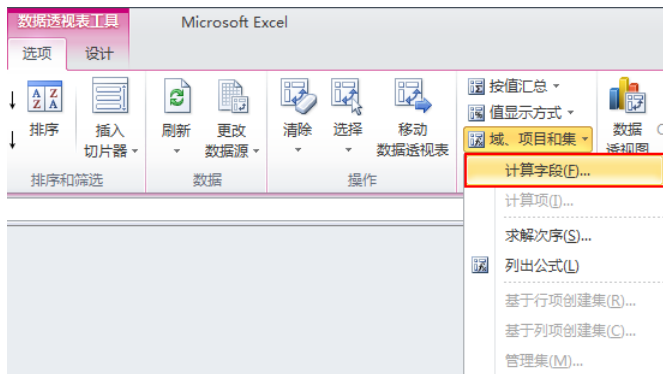 数据透视表工具 Microsoft Excel
选项 设计
排序
插入
切片器
刷新
更改
数据源
清除
选择
移动
数据透视表
按值汇总
值显示方式
域、项目和集
数据
透视图
排序和筛选 数据 操作
计算字段(F)...
计算项(I)...
求解次序(S)...
列出公式(L)
基于行项创建集(R)...
基于列项创建集(C)...
管理集(M)...